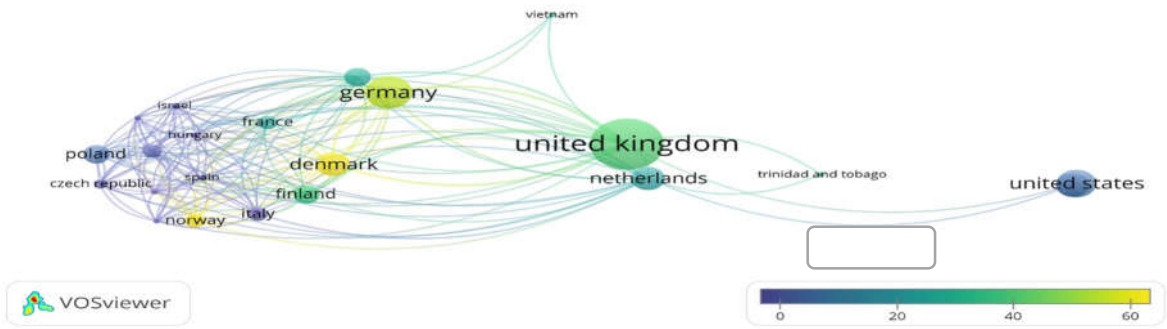 vietnam
germany
israel
france
hungary
united kingdom
poland
denmark
netherlands
trinidad and tobago
spain
czech republic
united states
finland
norway
italy
VOSviewer
0 20 40 60